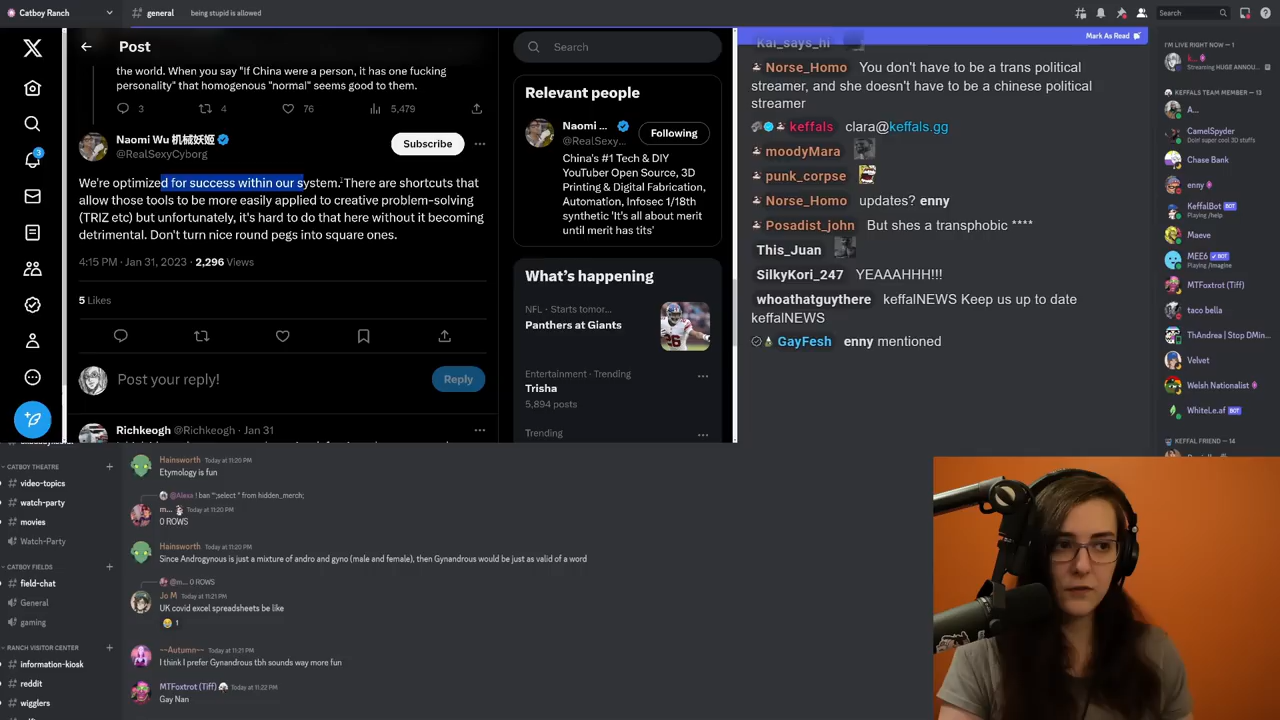 Catboy Ranch
general
being stupid is allowed
Search
Post
the world. When you say "If China were a person, it has one fucking
personality" that homogenous "normal" seems good to them.
3
4
76
5,479
Naomi Wu 机械妖姬
@RealSexyCyborg
Subscribe
We're optimized for success within our system. There are shortcuts that
allow those tools to be more easily applied to creative problem-solving
(TRIZ etc) but unfortunately, it's hard to do that here without it becoming
detrimental. Don't turn nice round pegs into square ones.
4:15 PM · Jan 31, 2023 · 2,296 Views
5 Likes
Post your reply!
Reply
Richkeogh @Richkeogh · Jan 31
3
Search
Relevant people
Naomi ...
@RealSexy...
Following
China's #1 Tech & DIY
YouTuber Open Source, 3D
Printing & Digital Fabrication,
Amputation
What's happening
NFL · Starts tomor...
Panthers at Giants
Entertainment · Trending
Trisha
5,894 posts
Trending
Mark As Read
Kai_says_hi
Norse_Homo You don't have to be a trans political
streamer, and she doesn't have to be a chinese political
streamer
keffals clara@keffals.gg
moodyMara
punk_corpse
Norse_Homo updates? enny
Posadist_john But shes a transphobic ****
This_Juan
SilkyKori_247 YEAAAHHH!!!
whoathatguythere keffalNEWS Keep us up to date
keffalNEWS
GayFesh enny mentioned
I'M LIVE RIGHT NOW — 1
k...
Streaming HUGE ANNOU...
KEFFALS TEAM MEMBER — 13
A...
CamelSpyder
Doin' super cool 3D stuffs
Chase Bank
enny
KeffalBot BOT
Playing /help
Maeve
MEE6 BOT
Playing /imagine
MTFoxtrot (Tiff)
taco bella
ThAndrea | Stop DMin...
Velvet
Welsh Nationalist
WhiteLe.af BOT
KEFFAL FRIEND — 14
CATBOY THEATRE
video-topics
watch-party
movies
Watch-Party
CATBOY FIELDS
field-chat
General
gaming
RANCH VISITOR CENTER
information-kiosk
reddit
wigglers
Hainsworth Today at 11:20 PM
Etymology is fun
@Alexa ! ban "";select * from hidden_merch;
m... Today at 11:20 PM
0 ROWS
Hainsworth Today at 11:20 PM
Since Androgynous is just a mixture of andro and gyno (male and female), then Gynandrous would be just as valid of a word
@m... 0 ROWS
Jo M Today at 11:21 PM
UK covid excel spreadsheets be like
1
~~Autumn~~ Today at 11:21 PM
I think I prefer Gynandrous tbh sounds way more fun
MTFoxtrot (Tiff) Today at 11:22 PM
Gay Nan